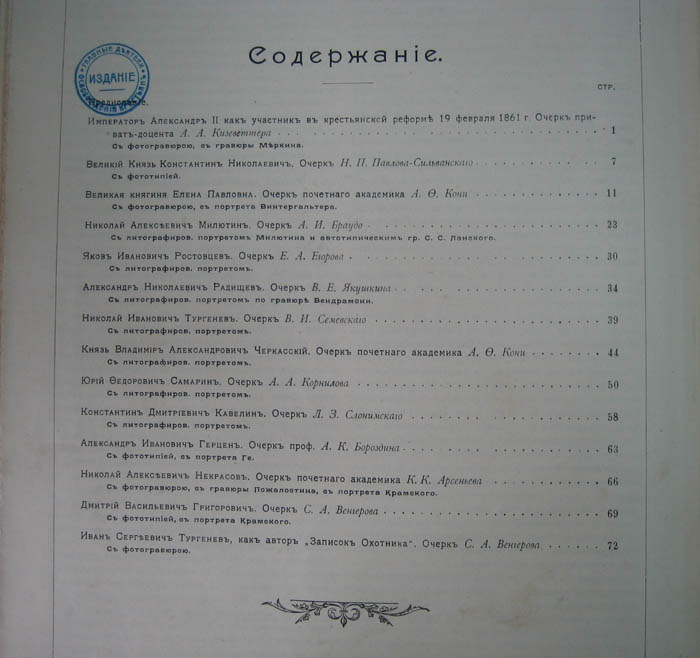 Содержаніе.
ГЛАВНЫЕ ДѢЯТЕЛИ
ИЗДАНІЕ
ОСВОБОЖДЕНІЯ КРЕСТЬЯНЪ
СТР.
Предисловіе.
Императоръ Александръ II какъ участникъ въ крестьянской реформѣ 19 февраля 1861 г. Очеркъ при-
ватъ-доцента А. А. Кизеветтера 1
Съ фотогравюрою, съ гравюры Мѣркина.
Великій Князь Константинъ Николаевичъ. Очеркъ Н. П. Павлова-Сильванскаго 7
Съ фототипіей.
Великая княгиня Елена Павловна. Очеркъ почетнаго академика А. Ѳ. Кони 11
Съ фотогравюрою, съ портрета Винтергальтера.
Николай Алексѣевичъ Милютинъ. Очеркъ А. И. Браудо 23
Съ литографиров. портретомъ Милютина и автотипическимъ гр. С. С. Ланского.
Яковъ Ивановичъ Ростовцевъ. Очеркъ Е. А. Егорова 30
Съ литографиров. портретомъ.
Александръ Николаевичъ Радищевъ. Очеркъ В. Е. Якушкина 34
Съ литографиров. портретомъ по гравюрѣ Вендрамони.
Николай Ивановичъ Тургеневъ. Очеркъ В. И. Семевскаго 39
Съ литографиров. портретомъ.
Князь Владиміръ Александровичъ Черкасскій. Очеркъ почетнаго академика А. Ѳ. Кони 44
Съ литографиров. портретомъ.
Юрій Ѳедоровичъ Самаринъ. Очеркъ А. А. Корнилова 50
Съ литографиров. портретомъ.
Константинъ Дмитріевичъ Кавелинъ. Очеркъ Л. З. Слонимскаго 58
Съ литографиров. портретомъ.
Александръ Ивановичъ Герценъ. Очеркъ проф. А. К. Бороздина 63
Съ фототипіей, съ портрета Ге.
Николай Алексѣевичъ Некрасовъ. Очеркъ почетнаго академика К. К. Арсеньева 66
Съ фотогравюрою, съ гравюры Пожалостина, съ портрета Крамского.
Дмитрій Васильевичъ Григоровичъ. Очеркъ С. А. Венгерова 69
Съ фототипіей, съ портрета Крамского.
Иванъ Сергѣевичъ Тургеневъ, какъ авторъ „Записокъ Охотника“. Очеркъ С. А. Венгерова 72
Съ фотогравюрою.